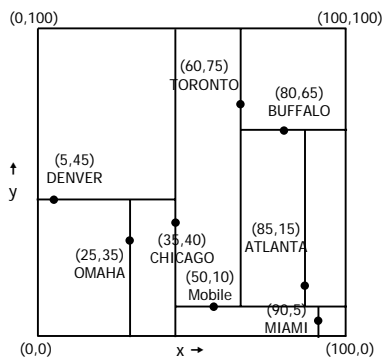 (0,100)
(100,100)
(60,75)
TORONTO
(80,65)
BUFFALO
(5,45)
DENVER
↑
y
(25,35)
OMAHA
(35,40)
CHICAGO
(85,15)
ATLANTA
(50,10)
Mobile
(90,5)
MIAMI
(0,0)
x →
(100,0)